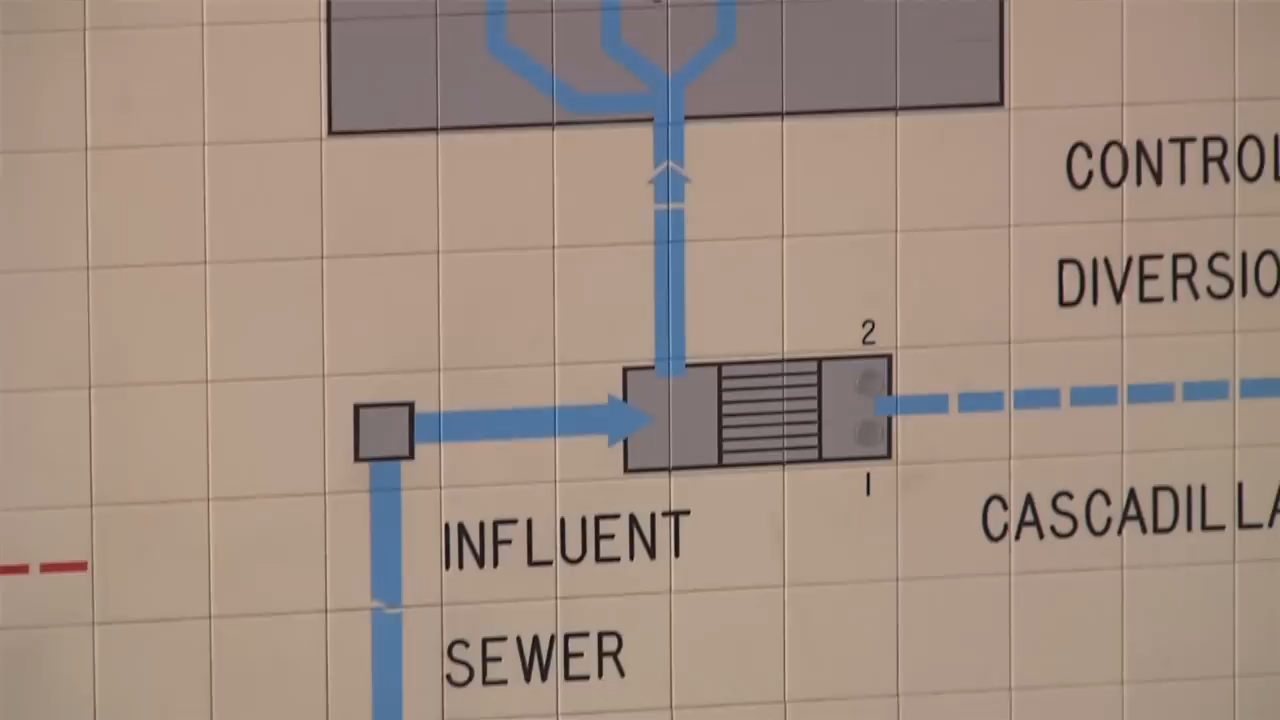 CONTROL
DIVERSIO
2
1
CASCADILLA
INFLUENT
SEWER